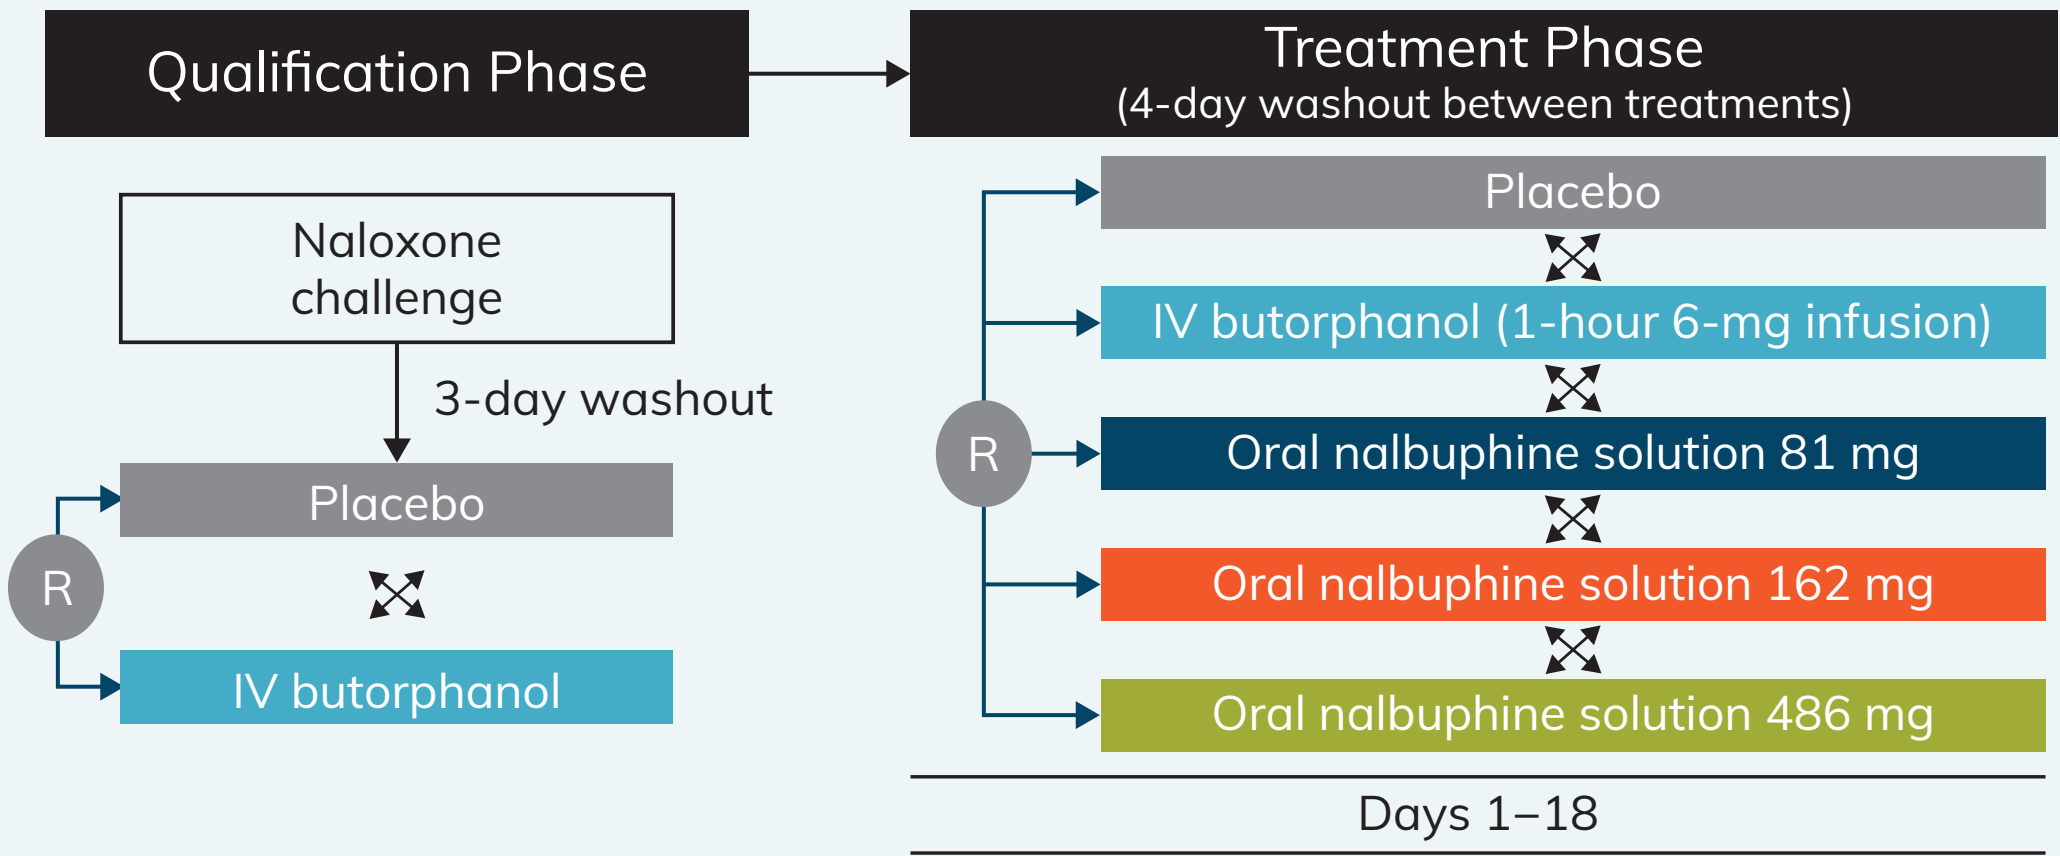 Qualification Phase
Naloxone
challenge
3-day washout
R
Placebo
IV butorphanol
Treatment Phase
(4-day washout between treatments)
R
Placebo
IV butorphanol (1-hour 6-mg infusion)
Oral nalbuphine solution 81 mg
Oral nalbuphine solution 162 mg
Oral nalbuphine solution 486 mg
Days 1–18